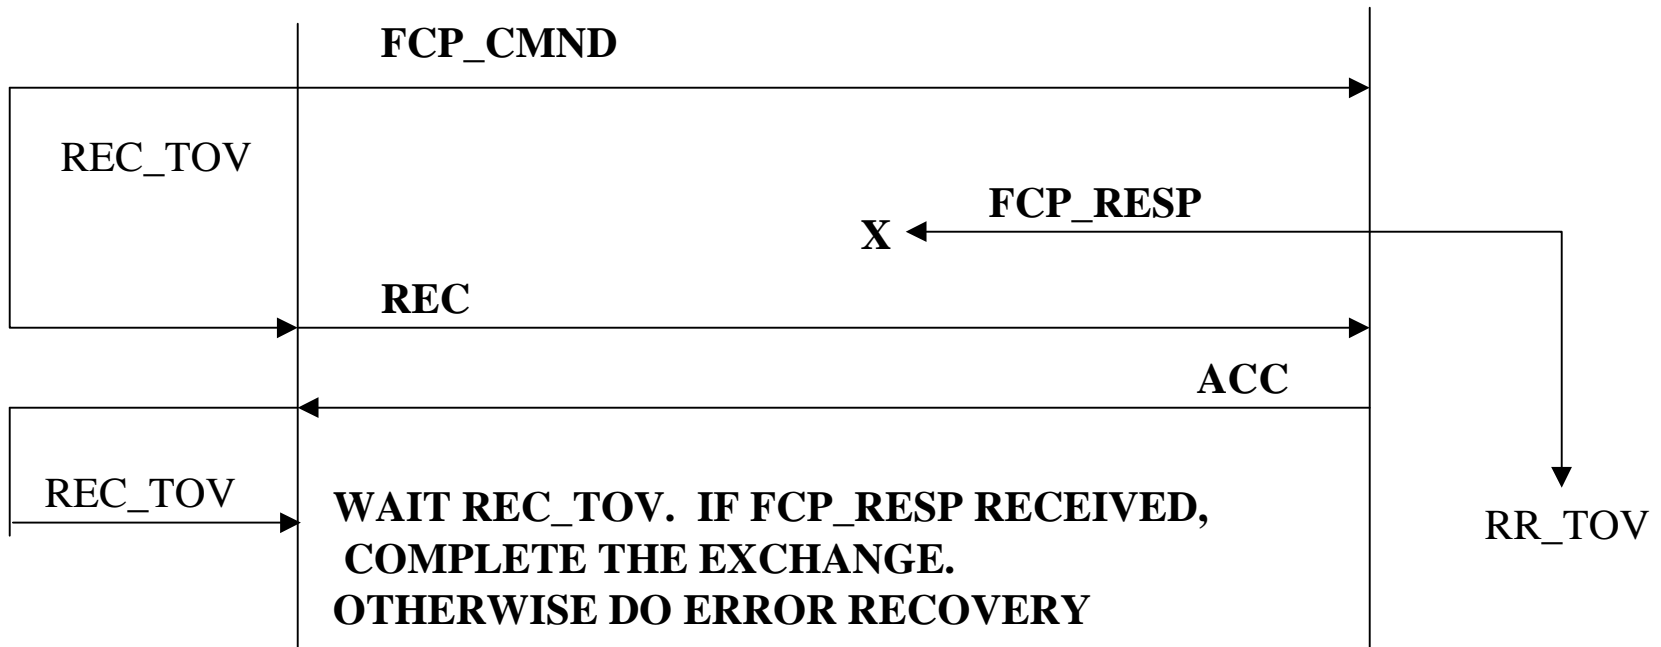 FCP_CMND
REC_TOV
FCP_RESP
X
REC
ACC
REC_TOV
WAIT REC_TOV. IF FCP_RESP RECEIVED,
COMPLETE THE EXCHANGE.
OTHERWISE DO ERROR RECOVERY
RR_TOV